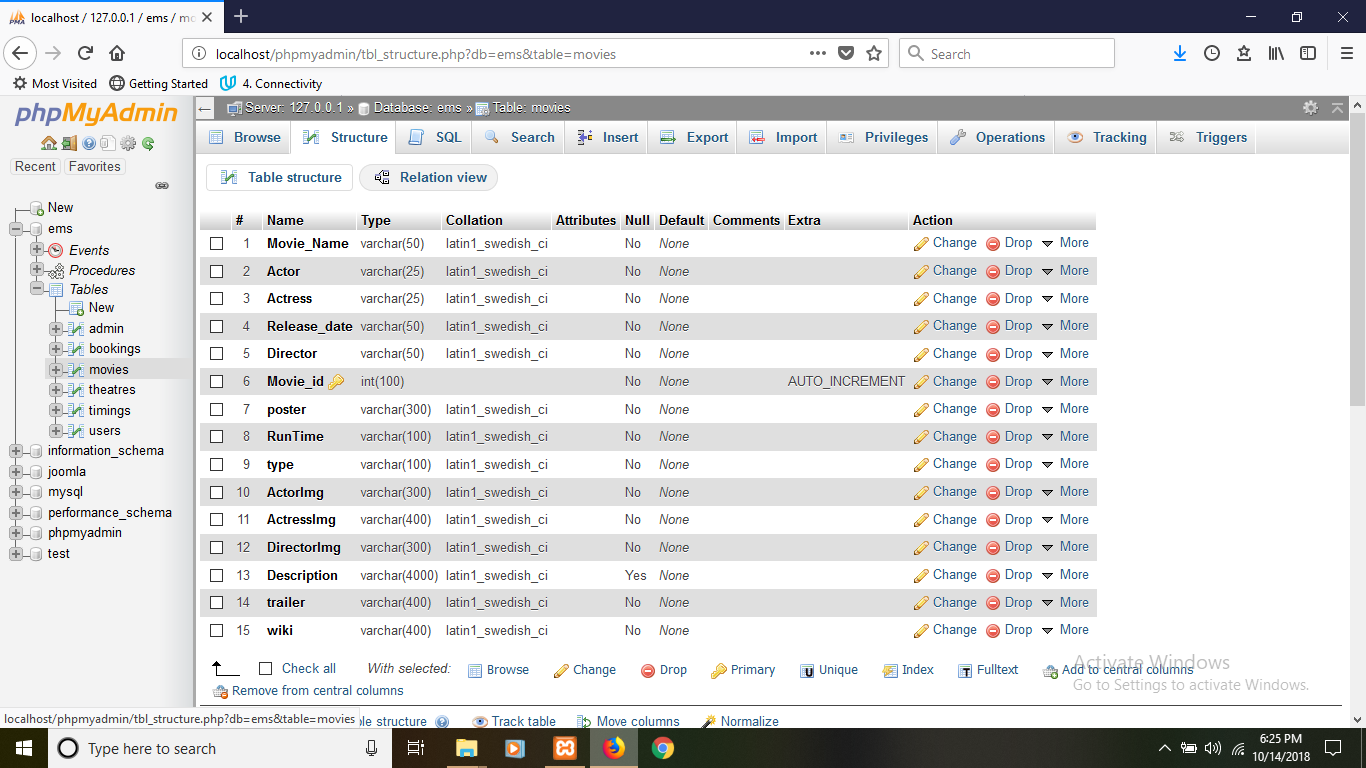 localhost / 127.0.0.1 / ems / mo
localhost/phpmyadmin/tbl_structure.php?db=ems&table=movies
Search
Most Visited Getting Started 4. Connectivity
phpMyAdmin
Recent Favorites
New
ems
Events
Procedures
Tables
New
admin
bookings
movies
theatres
timings
users
information_schema
joomla
mysql
performance_schema
phpmyadmin
test
Server: 127.0.0.1 » Database: ems » Table: movies
Browse Structure SQL Search Insert Export Import Privileges Operations Tracking Triggers
Table structure Relation view
# Name Type Collation Attributes Null Default Comments Extra Action
1 Movie_Name varchar(50) latin1_swedish_ci No None Change Drop More
2 Actor varchar(25) latin1_swedish_ci No None Change Drop More
3 Actress varchar(25) latin1_swedish_ci No None Change Drop More
4 Release_date varchar(50) latin1_swedish_ci No None Change Drop More
5 Director varchar(50) latin1_swedish_ci No None Change Drop More
6 Movie_id int(100) No None AUTO_INCREMENT Change Drop More
7 poster varchar(300) latin1_swedish_ci No None Change Drop More
8 RunTime varchar(100) latin1_swedish_ci No None Change Drop More
9 type varchar(100) latin1_swedish_ci No None Change Drop More
10 ActorImg varchar(300) latin1_swedish_ci No None Change Drop More
11 ActressImg varchar(400) latin1_swedish_ci No None Change Drop More
12 DirectorImg varchar(300) latin1_swedish_ci No None Change Drop More
13 Description varchar(4000) latin1_swedish_ci Yes None Change Drop More
14 trailer varchar(400) latin1_swedish_ci No None Change Drop More
15 wiki varchar(400) latin1_swedish_ci No None Change Drop More
Check all With selected: Browse Change Drop Primary Unique Index Fulltext Add to central columns
Remove from central columns
Activate Windows
Go to Settings to activate Windows.
localhost/phpmyadmin/tbl_structure.php?db=ems&table=movies
ble structure Track table Move columns Normalize
Type here to search
6:25 PM
10/14/2018